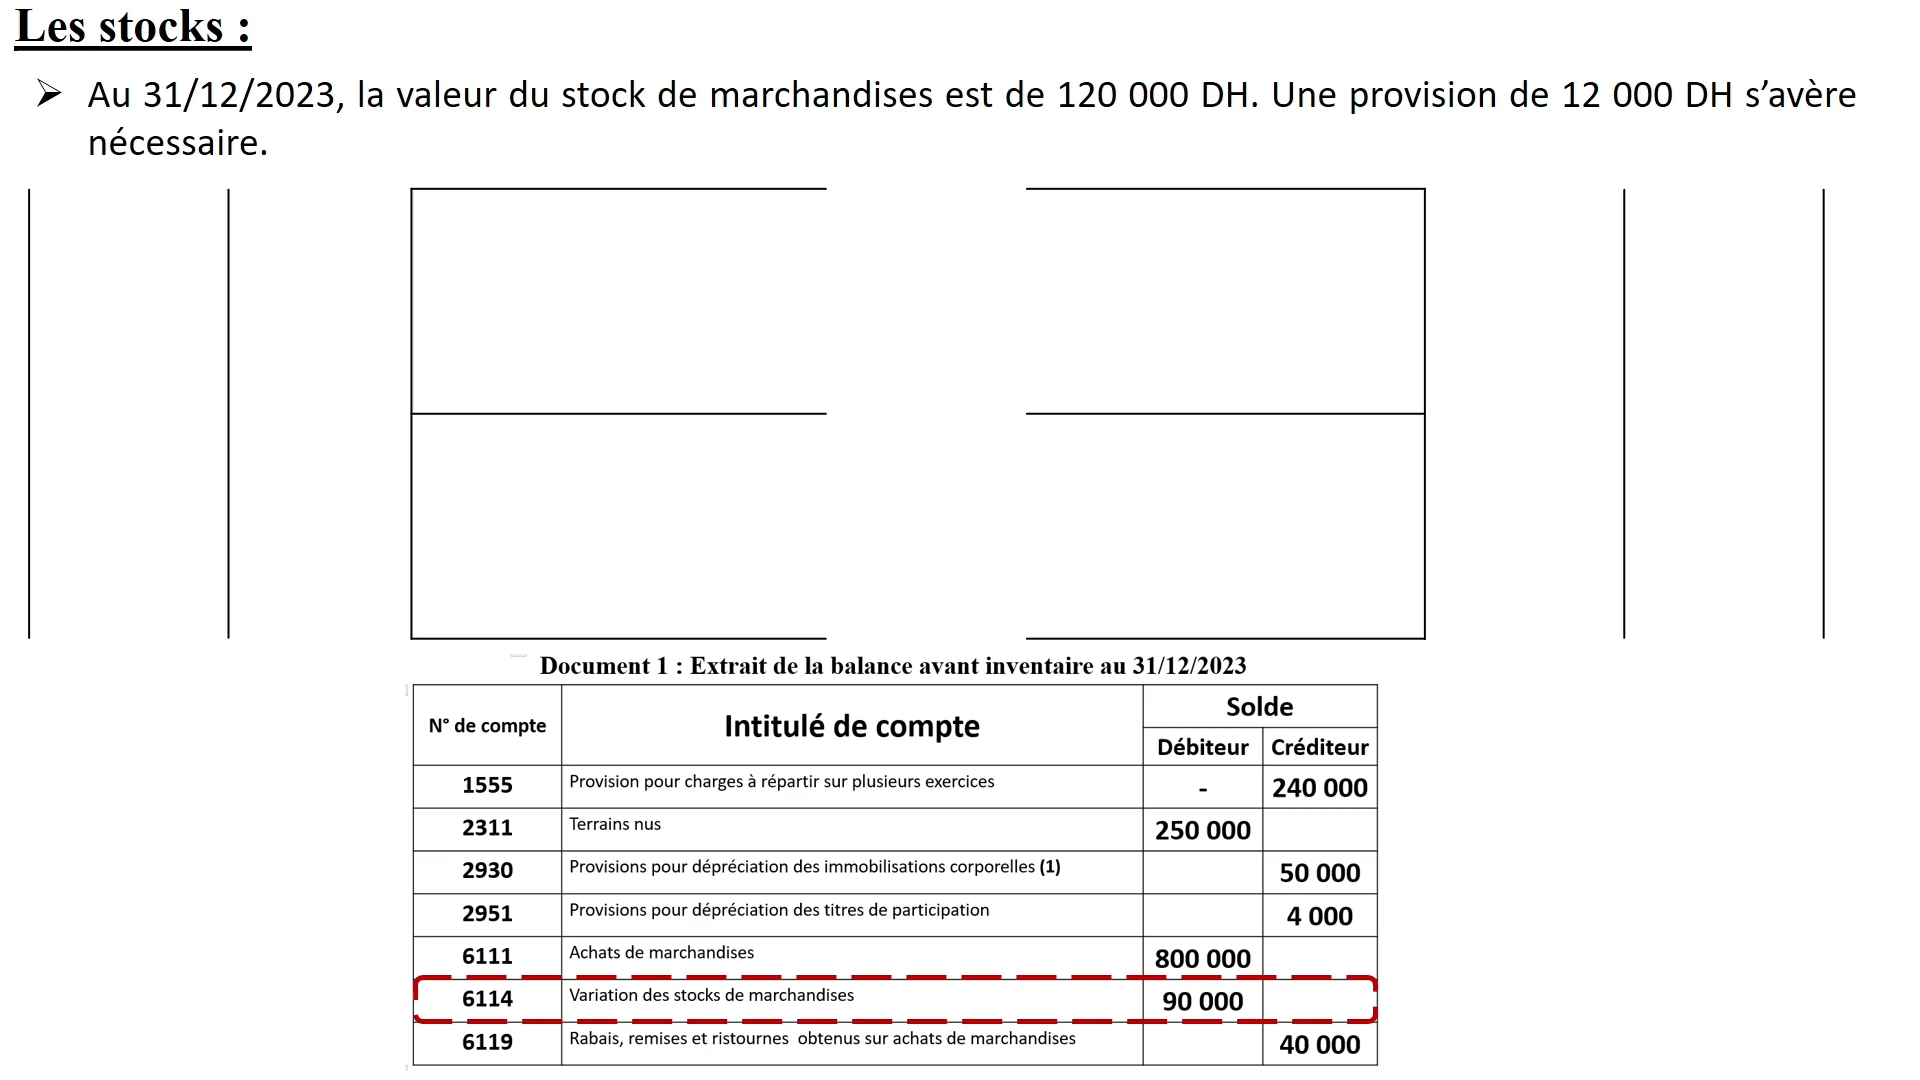 Les stocks :
➢ Au 31/12/2023, la valeur du stock de marchandises est de 120 000 DH. Une provision de 12 000 DH s’avère
nécessaire.
Document 1 : Extrait de la balance avant inventaire au 31/12/2023
N° de compte Intitulé de compte Solde
Débiteur Créditeur
1555 Provision pour charges à répartir sur plusieurs exercices - 240 000
2311 Terrains nus 250 000
2930 Provisions pour dépréciation des immobilisations corporelles (1) 50 000
2951 Provisions pour dépréciation des titres de participation 4 000
6111 Achats de marchandises 800 000
6114 Variation des stocks de marchandises 90 000
6119 Rabais, remises et ristournes obtenus sur achats de marchandises 40 000